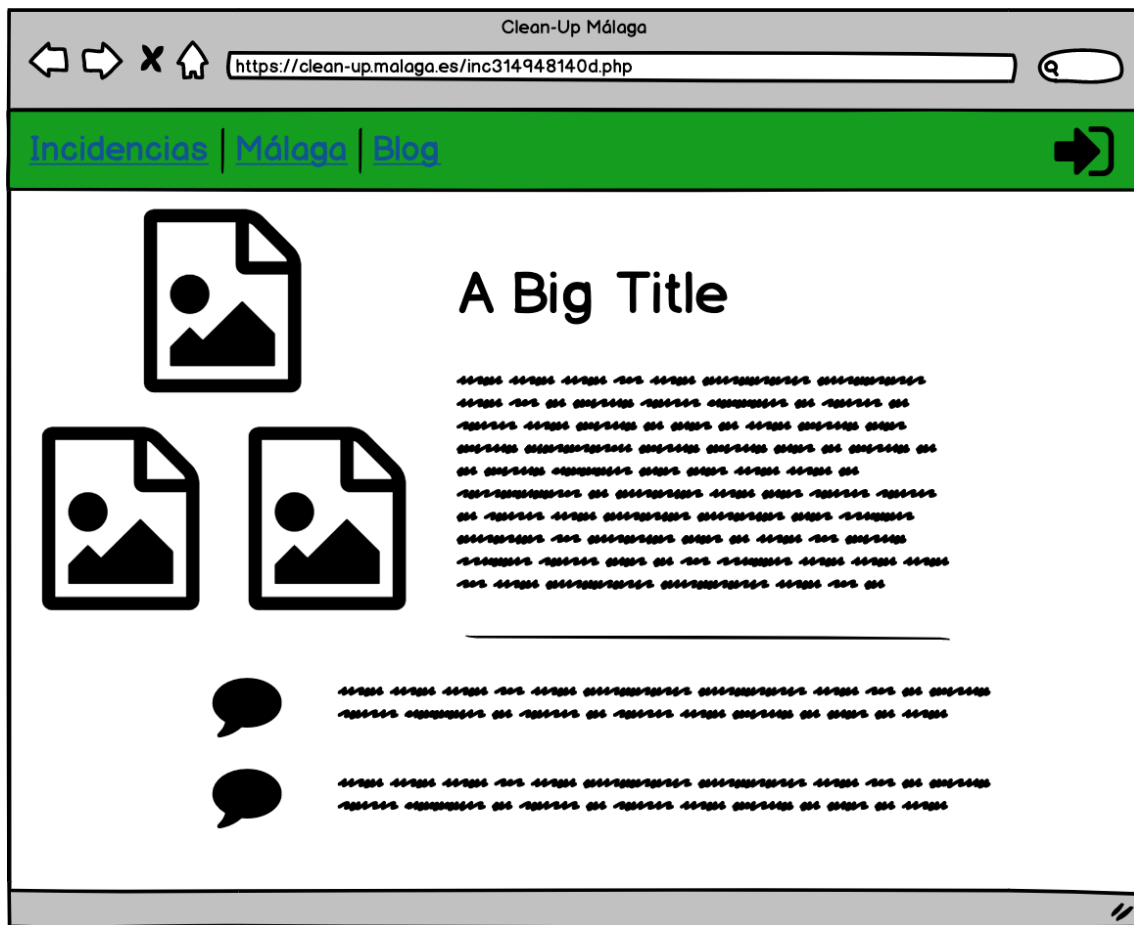 Clean-Up Málaga
https://clean-up.malaga.es/inc314948140d.php
Incidencias | Málaga | Blog
A Big Title